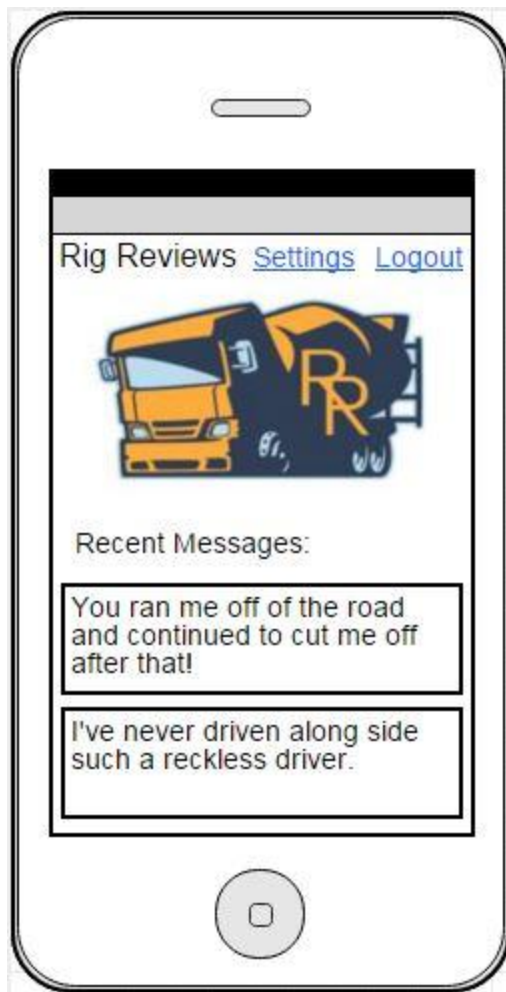 Rig Reviews Settings Logout
RR
Recent Messages:
You ran me off of the road
and continued to cut me off
after that!
I've never driven along side
such a reckless driver.